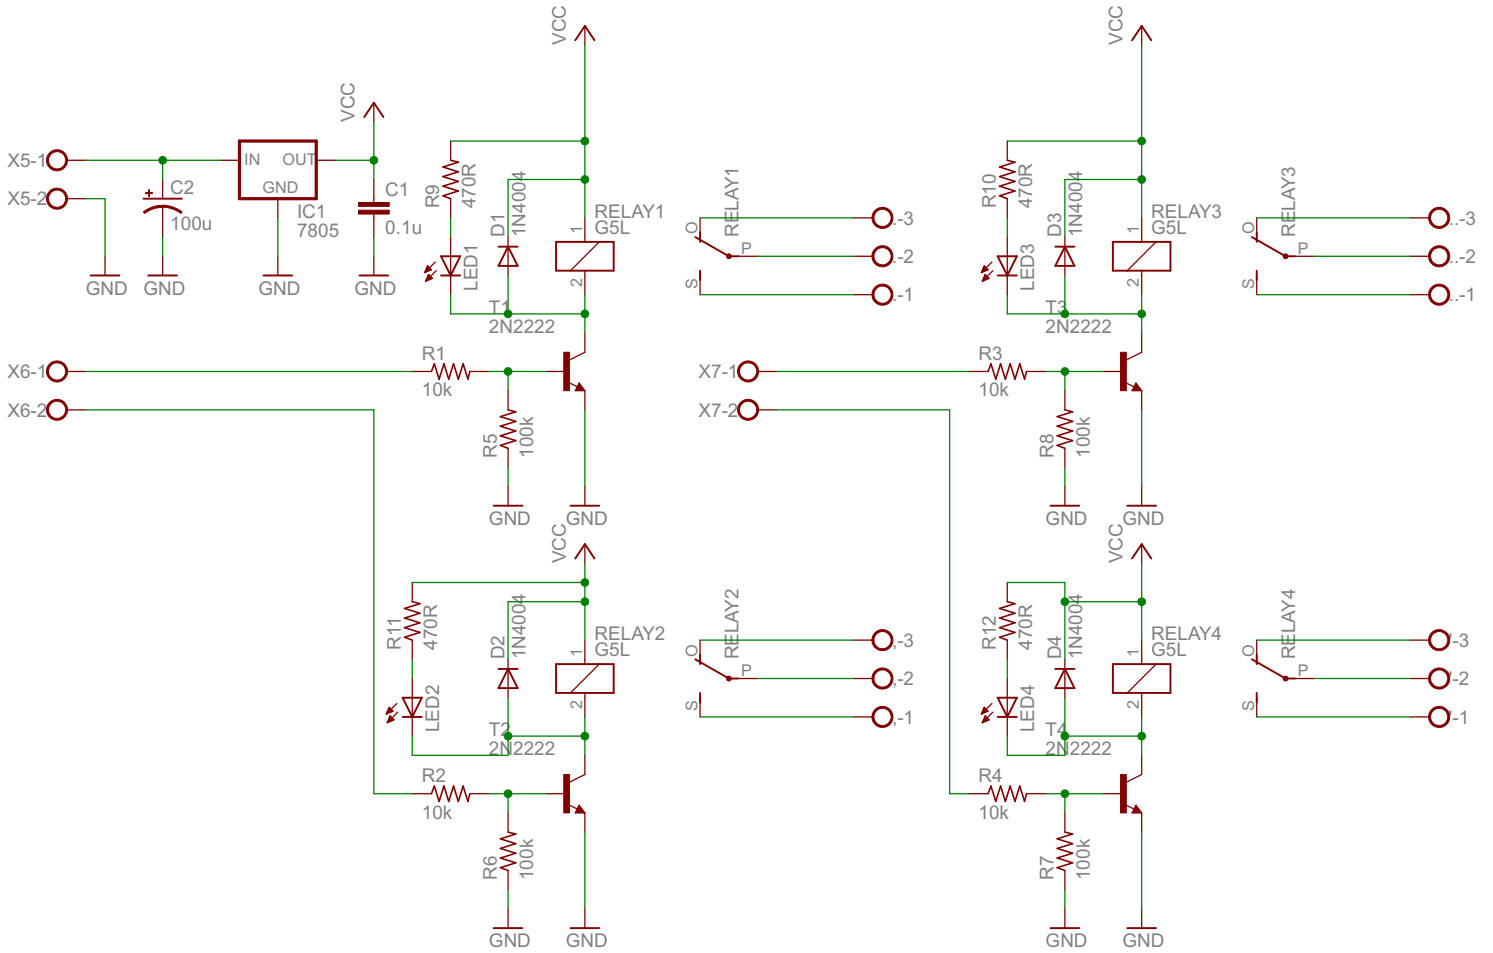 VCC
VCC
VCC
X5-1
IN
OUT
GND
X5-2
C2
100u
IC1
7805
C1
0.1u
GND
GND
GND
GND
R9
470R
LED1
D1
1N4004
RELAY1
G5L
1
2
T1
2N2222
RELAY1
O
P
S
.-3
.-2
.-1
R10
470R
LED3
D3
1N4004
RELAY3
G5L
1
2
T3
2N2222
RELAY3
O
P
S
..-3
..-2
..-1
X6-1
X6-2
R1
10k
R5
100k
GND
GND
X7-1
X7-2
R3
10k
R8
100k
GND
GND
VCC
R11
470R
LED2
D2
1N4004
RELAY2
G5L
1
2
T2
2N2222
RELAY2
O
P
S
,-3
,-2
,-1
VCC
R12
470R
LED4
D4
1N4004
RELAY4
G5L
1
2
T4
2N2222
RELAY4
O
P
S
'-3
'-2
'-1
R2
10k
R6
100k
GND
GND
R4
10k
R7
100k
GND
GND